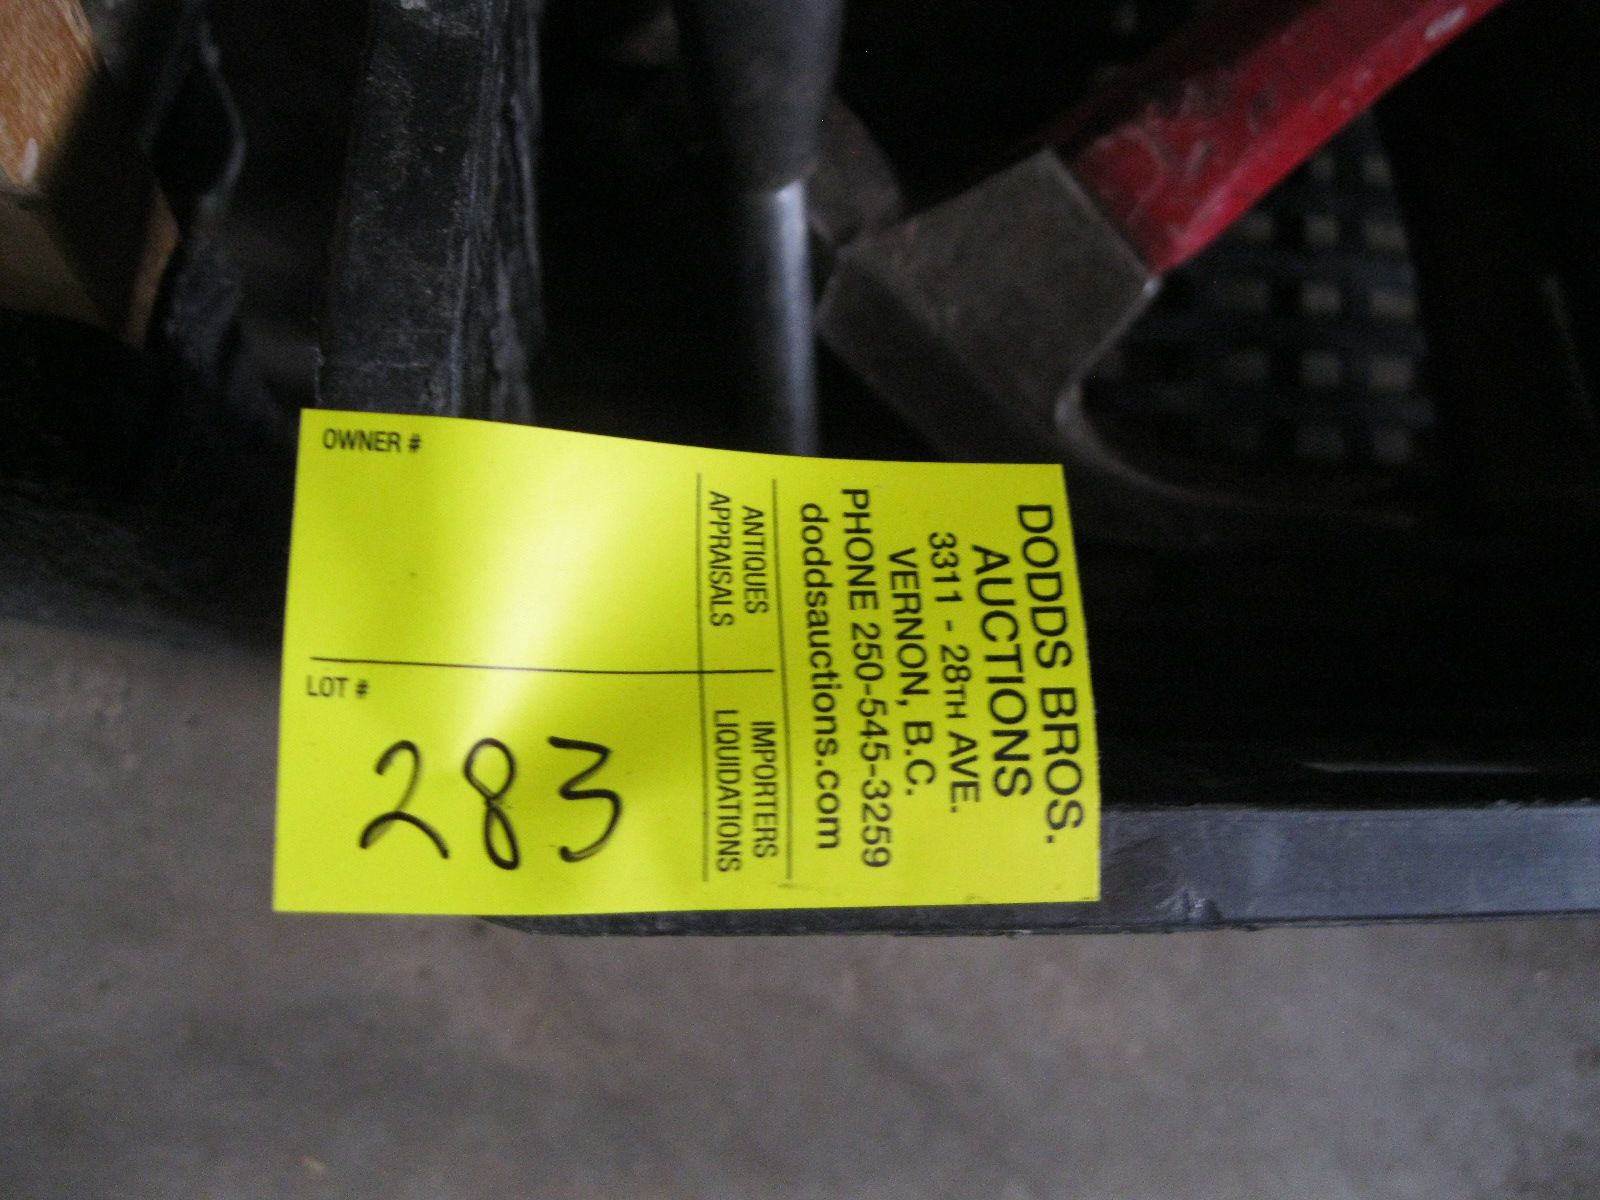 OWNER #
LOT #
283
DODDS BROS.
AUCTIONS
3311 - 28TH AVE.
VERNON, B.C.
PHONE 250-545-3259
doddsauctions.com
ANTIQUES
APPRAISALS
IMPORTERS
LIQUIDATIONS